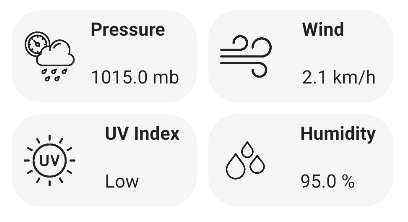 Pressure
1015.0 mb
Wind
2.1 km/h
UV Index
UV
Low
Humidity
95.0 %